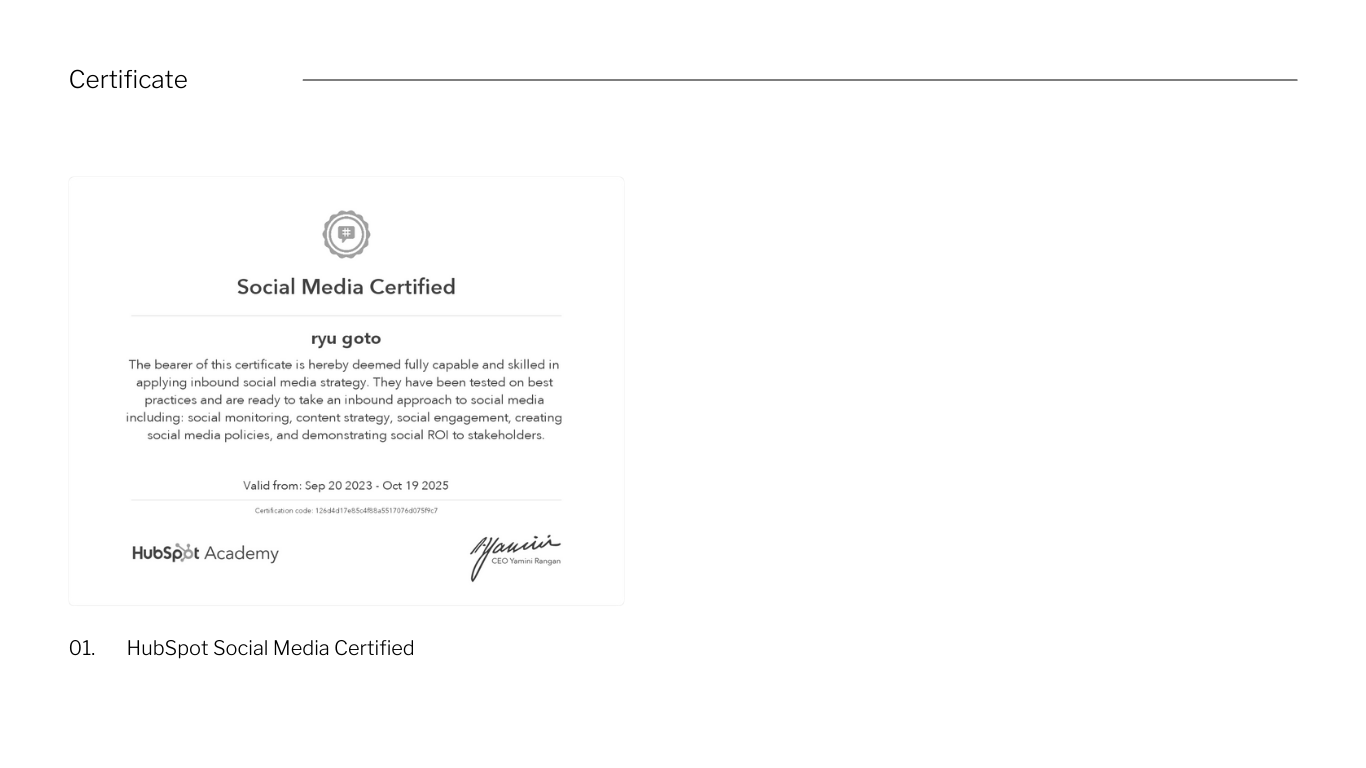 Certificate
#
Social Media Certified
ryu goto
The bearer of this certificate is hereby deemed fully capable and skilled in
applying inbound social media strategy. They have been tested on best
practices and are ready to take an inbound approach to social media
including: social monitoring, content strategy, social engagement, creating
social media policies, and demonstrating social ROI to stakeholders.
Valid from: Sep 20 2023 - Oct 19 2025
Certification code: 126d4d17e85c4f88a5517076d075f9c7
HubSpot Academy
Yamini
CEO Yamini Rangan
01. HubSpot Social Media Certified